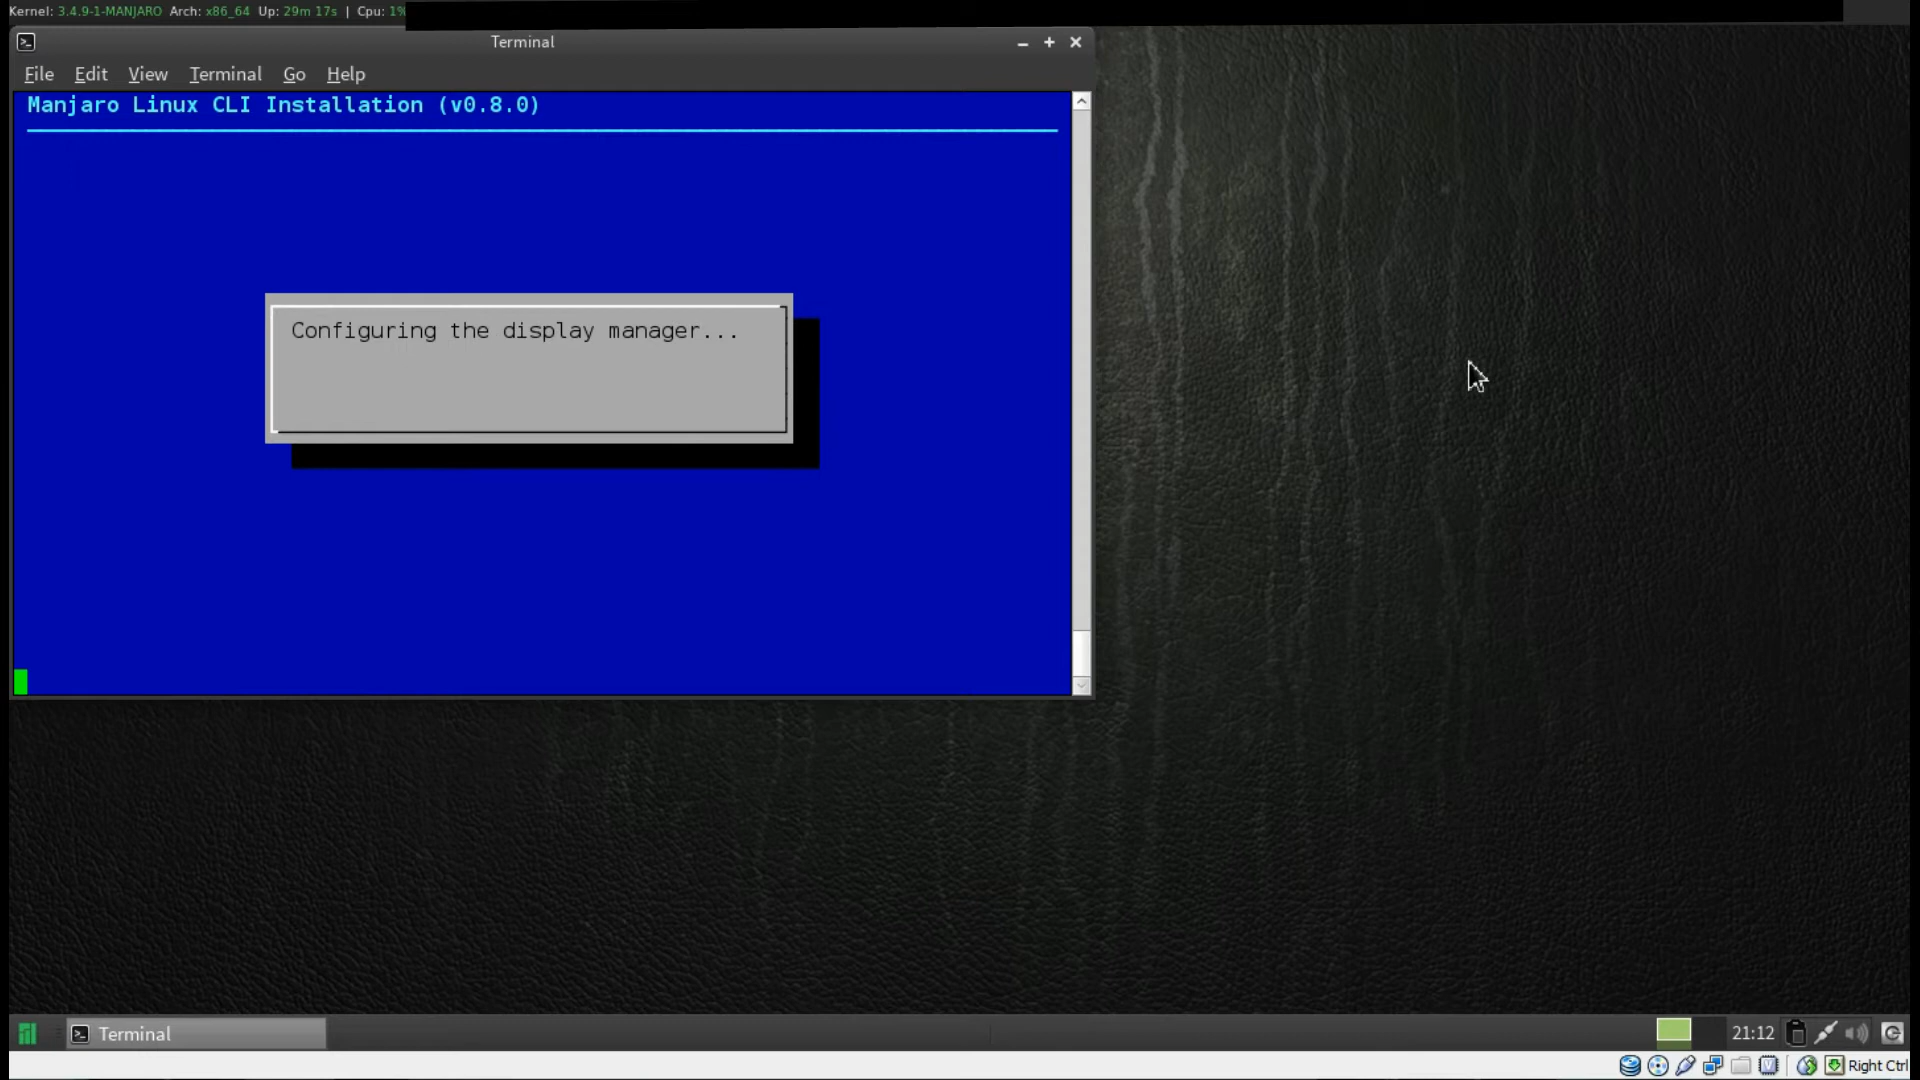 Kernel: 3.4.9-1-MANJARO Arch: x86_64 Up: 29m 17s | Cpu: 1%
Terminal
File Edit View Terminal Go Help
Manjaro Linux CLI Installation (v0.8.0)
Configuring the display manager...
Terminal
21:12
Right Ctrl